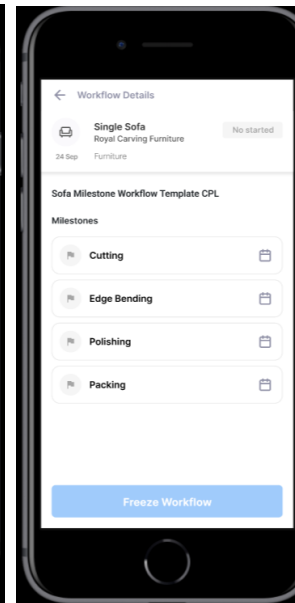 Workflow Details
Single Sofa
Royal Carving Furniture
No started
24 Sep
Furniture
Sofa Milestone Workflow Template CPL
Milestones
Cutting
Edge Bending
Polishing
Packing
Freeze Workflow